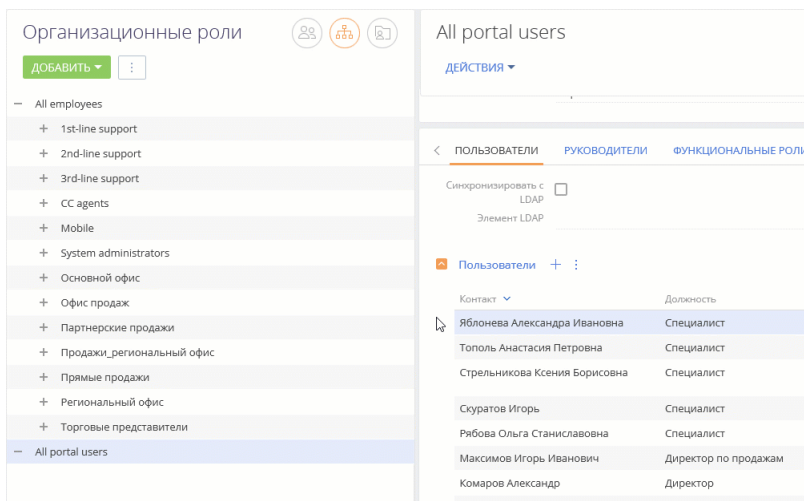 Организационные роли
ДОБАВИТЬ
All employees
1st-line support
2nd-line support
3rd-line support
CC agents
Mobile
System administrators
Основной офис
Офис продаж
Партнерские продажи
Продажи_региональный офис
Прямые продажи
Региональный офис
Торговые представители
All portal users
All portal users
ДЕЙСТВИЯ
ПОЛЬЗОВАТЕЛИ РУКОВОДИТЕЛИ ФУНКЦИОНАЛЬНЫЕ РОЛИ
Синхронизировать с
LDAP
Элемент LDAP
Пользователи
Контакт Должность
Яблонева Александра Ивановна Специалист
Тополь Анастасия Петровна Специалист
Стрельникова Ксения Борисовна Специалист
Скуратов Игорь Специалист
Рябова Ольга Станиславовна Специалист
Максимов Игорь Иванович Директор по продажам
Комаров Александр Директор